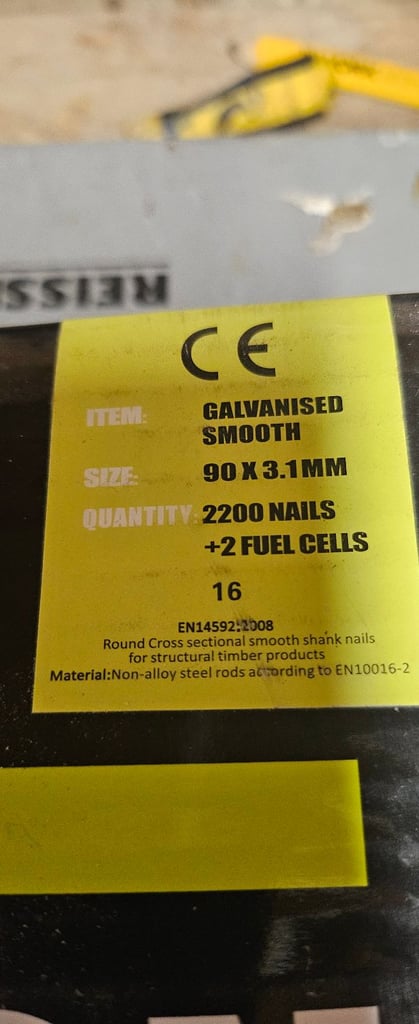 REISS
CE
ITEM: GALVANISED
SMOOTH
SIZE: 90 X 3.1MM
QUANTITY: 2200 NAILS
+2 FUEL CELLS
16
EN14592:2008
Round Cross sectional smooth shank nails
for structural timber products
Material:Non-alloy steel rods according to EN10016-2